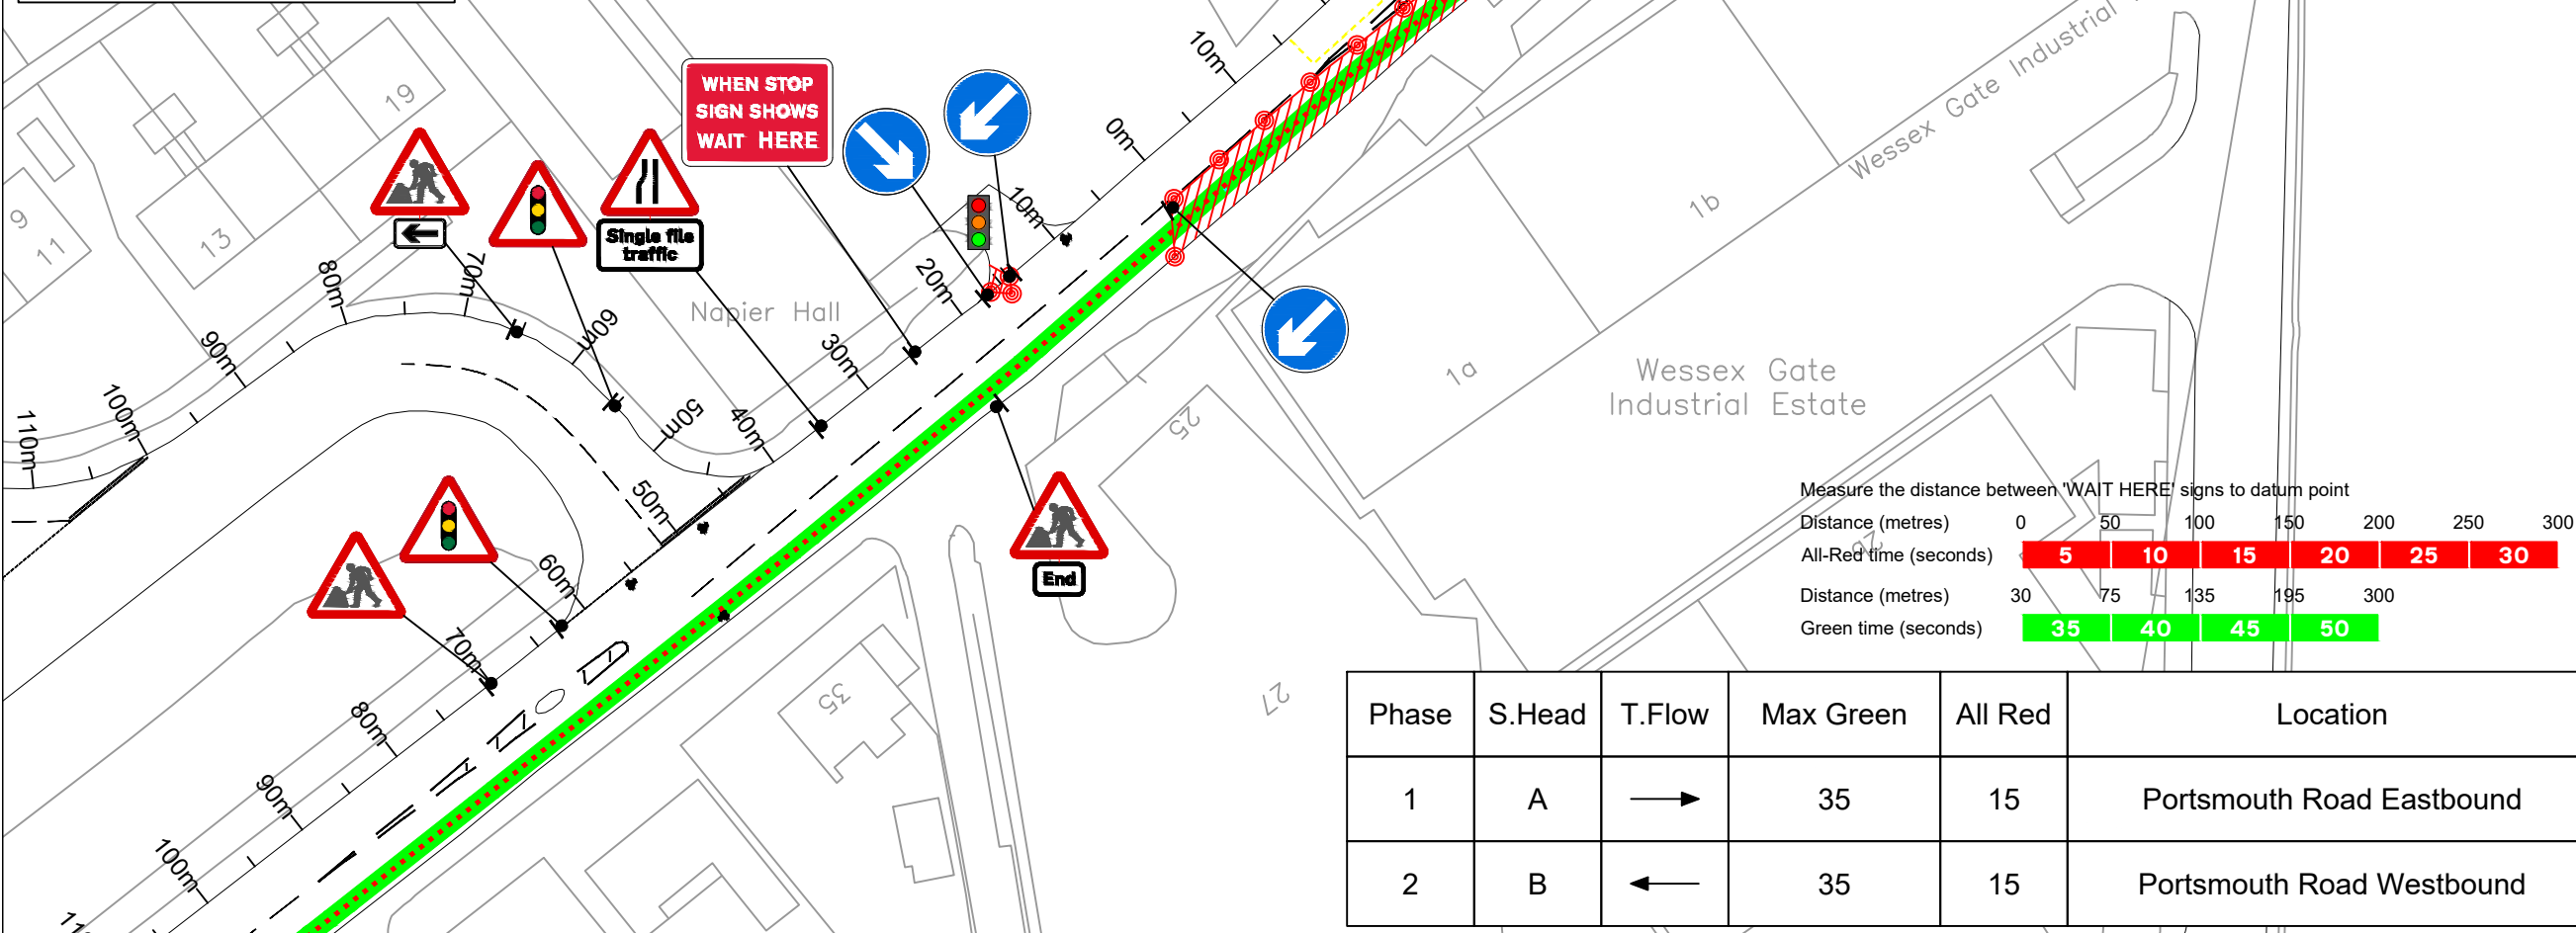 19
13
9
11
WHEN STOP
SIGN SHOWS
WAIT HERE
Single file
traffic
Napier Hall
10m
0m
10m
20m
30m
40m
50m
60m
70m
80m
90m
100m
50m
60m
70m
80m
90m
100m
110m
End
25
27
35
1a
1b
2b
Wessex Gate Industrial
Wessex Gate
Industrial Estate
Measure the distance between 'WAIT HERE' signs to datum point
Distance (metres) 0 50 100 150 200 250 300
All-Red time (seconds) 5 10 15 20 25 30
Distance (metres) 30 75 135 195 300
Green time (seconds) 35 40 45 50
Phase S.Head T.Flow Max Green All Red Location
1 A 35 15 Portsmouth Road Eastbound
2 B 35 15 Portsmouth Road Westbound